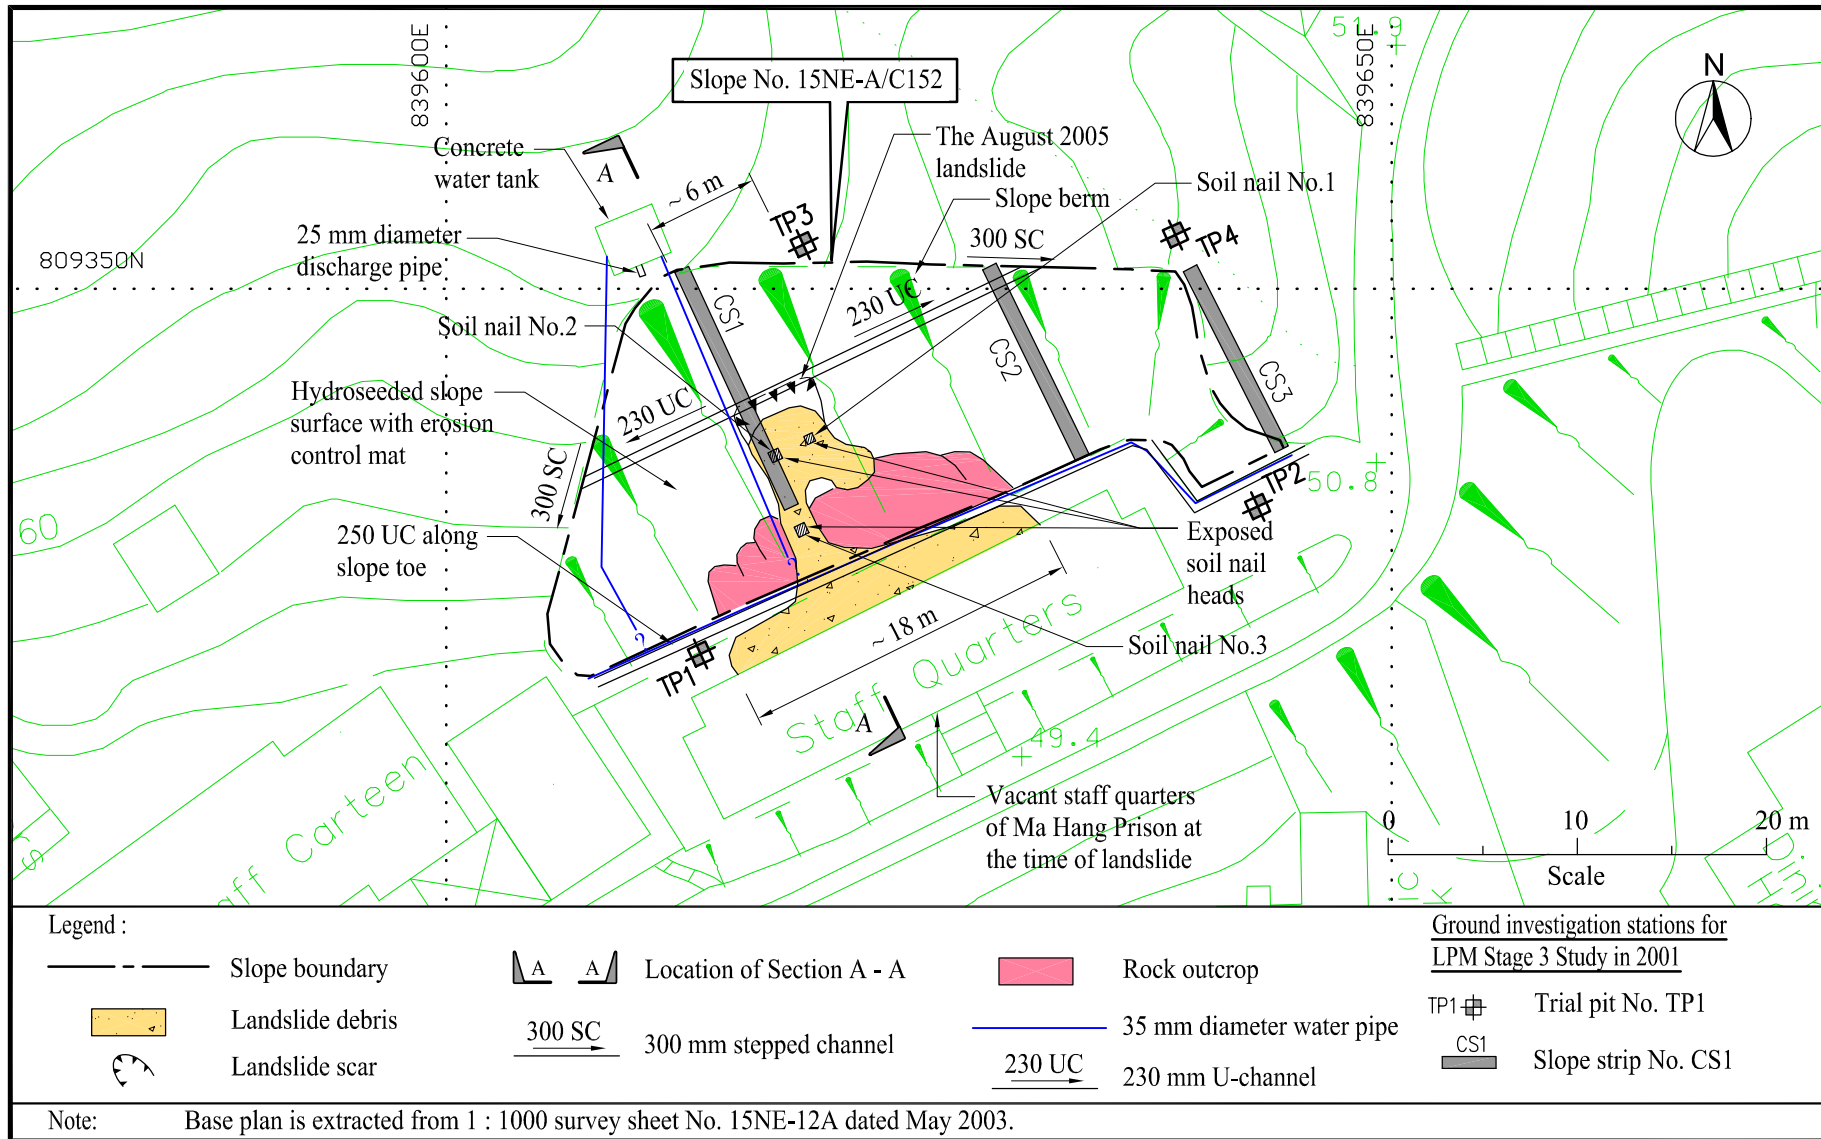 51.9
839600E
839650E
N
Slope No. 15NE-A/C152
Concrete
water tank
A
~ 6 m
The August 2005
landslide
Soil nail No.1
Slope berm
TP3
TP4
300 SC
25 mm diameter
discharge pipe
809350N
CS1
230 UC
Soil nail No.2
CS2
CS3
Hydroseeded slope
surface with erosion
control mat
230 UC
300 SC
TP2
50.8
60
250 UC along
slope toe
Exposed
soil nail
heads
?
?
~ 18 m
Soil nail No.3
TP1
Staff Quarters
A
49.4
Vacant staff quarters
of Ma Hang Prison at
the time of landslide
aff Carteen
S
0 10 20 m
Scale
Legend :
Slope boundary
Landslide debris
Landslide scar
A A Location of Section A - A
300 SC 300 mm stepped channel
Rock outcrop
35 mm diameter water pipe
230 UC 230 mm U-channel
Ground investigation stations for
LPM Stage 3 Study in 2001
TP1 Trial pit No. TP1
CS1 Slope strip No. CS1
Note: Base plan is extracted from 1 : 1000 survey sheet No. 15NE-12A dated May 2003.